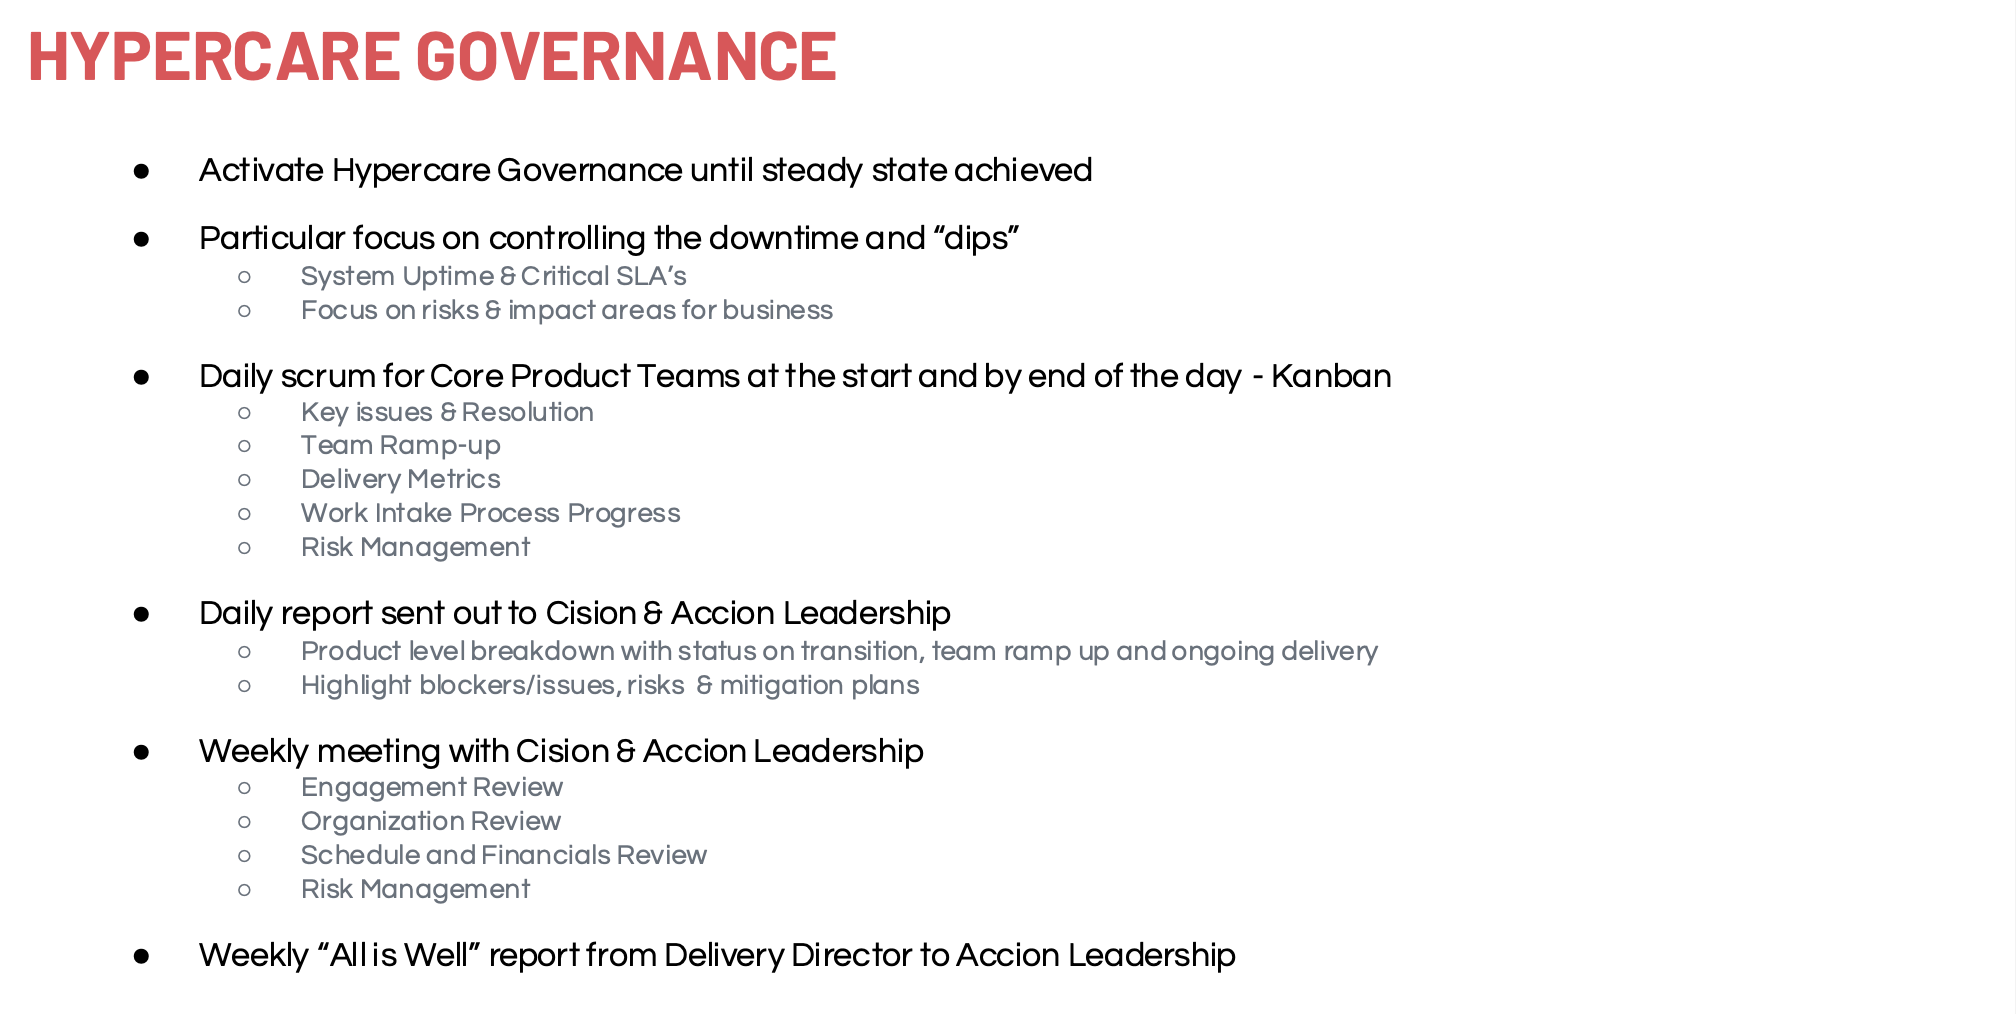 HYPERCARE GOVERNANCE
● Activate Hypercare Governance until steady state achieved
● Particular focus on controlling the downtime and “dips”
○ System Uptime & Critical SLA’s
○ Focus on risks & impact areas for business
● Daily scrum for Core Product Teams at the start and by end of the day - Kanban
○ Key issues & Resolution
○ Team Ramp-up
○ Delivery Metrics
○ Work Intake Process Progress
○ Risk Management
● Daily report sent out to Cision & Accion Leadership
○ Product level breakdown with status on transition, team ramp up and ongoing delivery
○ Highlight blockers/issues, risks & mitigation plans
● Weekly meeting with Cision & Accion Leadership
○ Engagement Review
○ Organization Review
○ Schedule and Financials Review
○ Risk Management
● Weekly “All is Well” report from Delivery Director to Accion Leadership